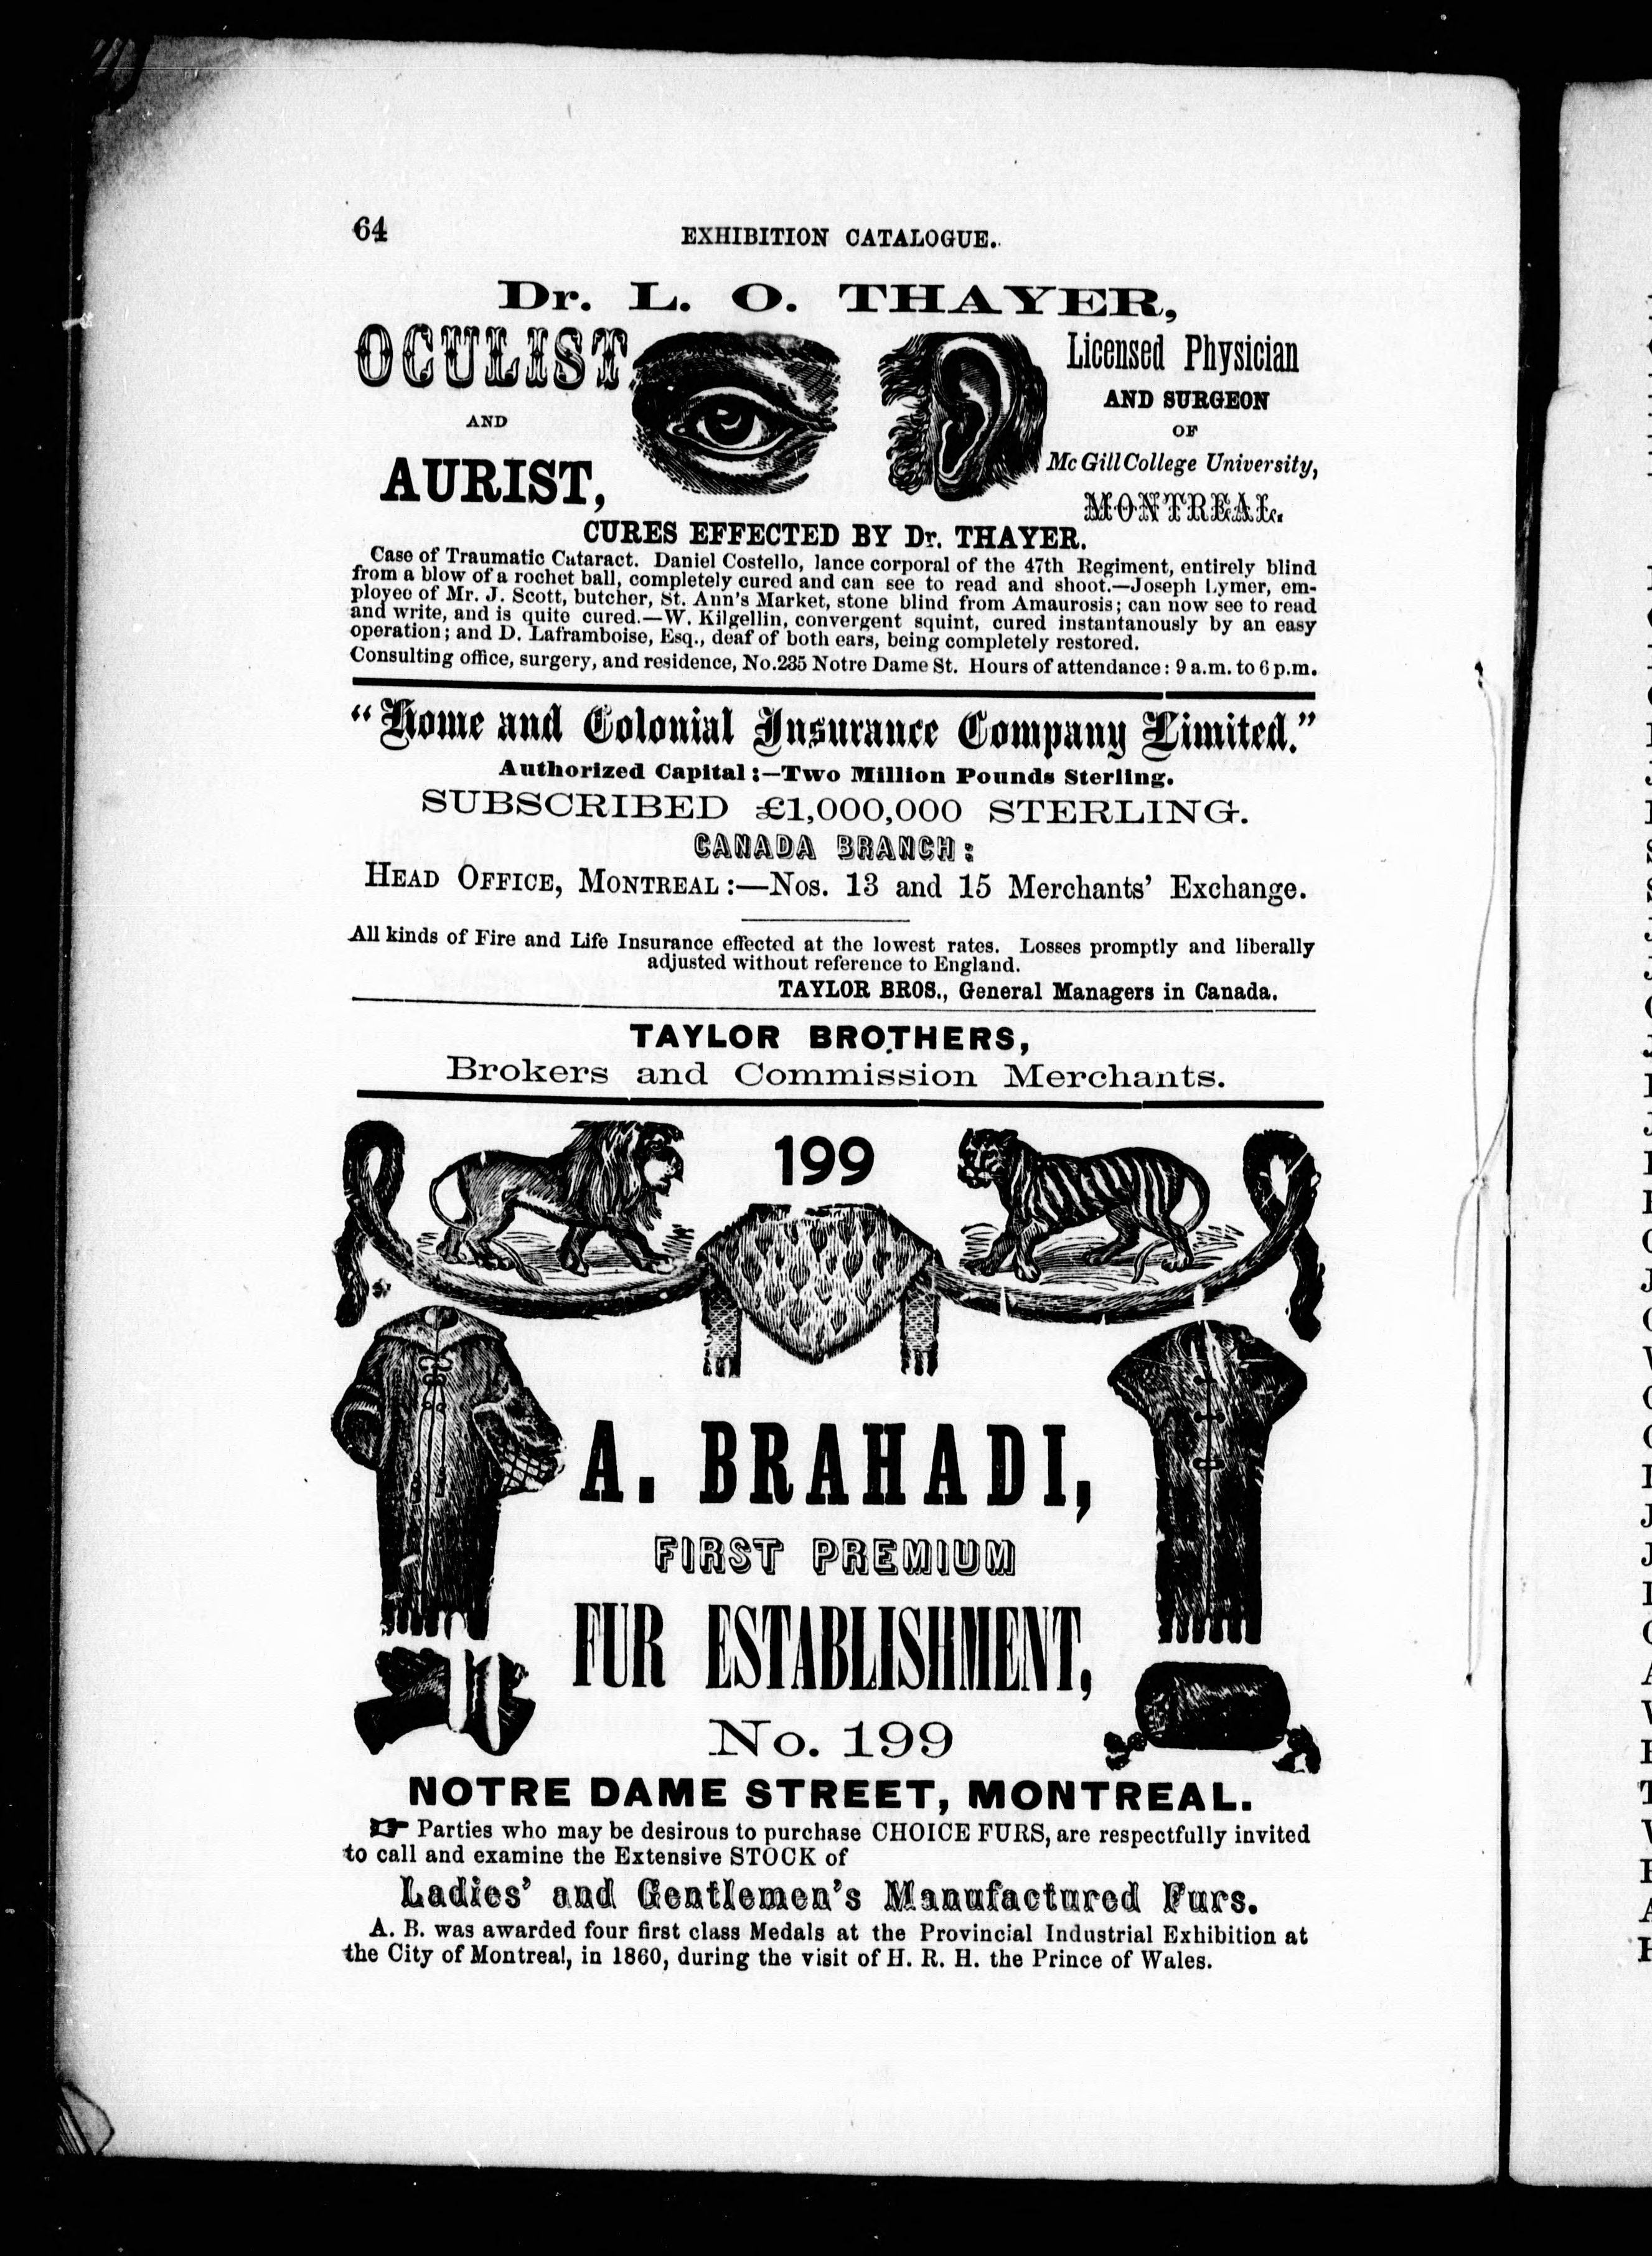 64
EXHIBITION CATALOGUE.
Dr. L. O. THAYER,
OCULIST
AND
AURIST,
Licensed Physician
AND SURGEON
OF
McGill College University,
MONTREAL.
CURES EFFECTED BY Dr. THAYER.
Case of Traumatic Cataract. Daniel Costello, lance corporal of the 47th Regiment, entirely blind
from a blow of a rochet ball, completely cured and can see to read and shoot.—Joseph Lymer, em-
ployee of Mr. J. Scott, butcher, St. Ann's Market, stone blind from Amaurosis; can now see to read
and write, and is quite cured.—W. Kilgellin, convergent squint, cured instantanously by an easy
operation; and D. Laframboise, Esq., deaf of both ears, being completely restored.
Consulting office, surgery, and residence, No. 235 Notre Dame St. Hours of attendance: 9 a.m. to 6 p.m.
"Home and Colonial Insurance Company Limited."
Authorized Capital:—Two Million Pounds Sterling.
SUBSCRIBED £1,000,000 STERLING.
CANADA BRANCH:
HEAD OFFICE, MONTREAL:—Nos. 13 and 15 Merchants' Exchange.
All kinds of Fire and Life Insurance effected at the lowest rates. Losses promptly and liberally
adjusted without reference to England.
TAYLOR BROS., General Managers in Canada.
TAYLOR BROTHERS,
Brokers and Commission Merchants.
199
A. BRAHADI,
FIRST PREMIUM
FUR ESTABLISHMENT,
No. 199
NOTRE DAME STREET, MONTREAL.
☞ Parties who may be desirous to purchase CHOICE FURS, are respectfully invited
to call and examine the Extensive STOCK of
Ladies' and Gentlemen's Manufactured Furs.
A. B. was awarded four first class Medals at the Provincial Industrial Exhibition at
the City of Montreal, in 1860, during the visit of H. R. H. the Prince of Wales.